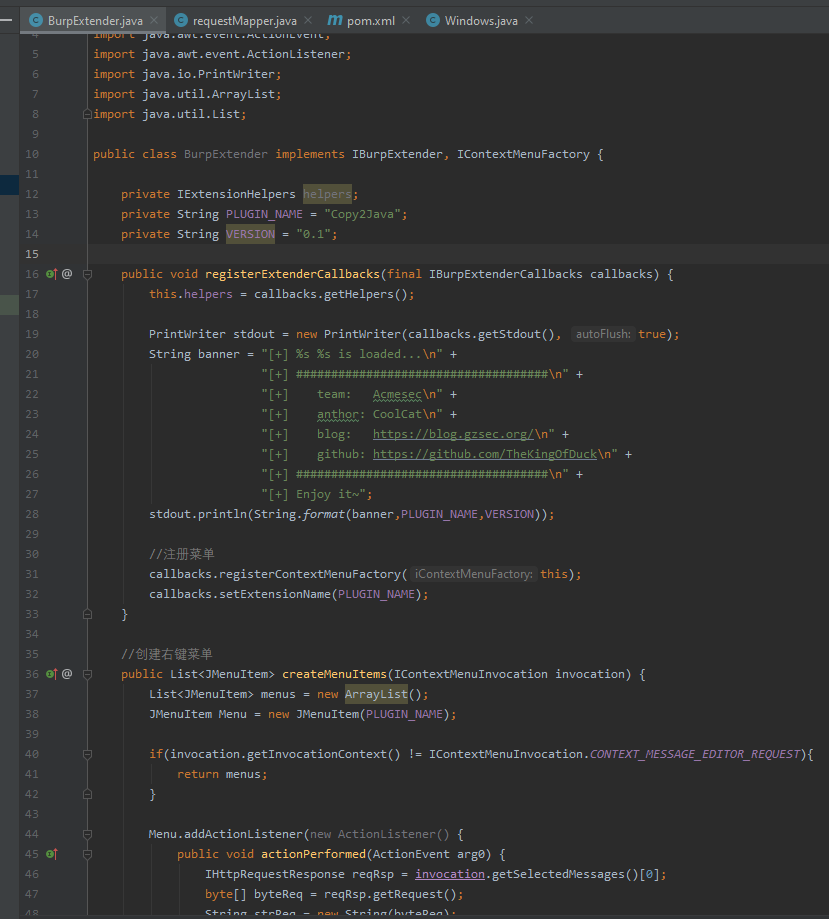 BurpExtender.java requestMapper.java pom.xml Windows.java
4 import java.awt.event.ActionEvent;
5 import java.awt.event.ActionListener;
6 import java.io.PrintWriter;
7 import java.util.ArrayList;
8 import java.util.List;
9
10 public class BurpExtender implements IBurpExtender, IContextMenuFactory {
11
12 private IExtensionHelpers helpers;
13 private String PLUGIN_NAME = "Copy2Java";
14 private String VERSION = "0.1";
15
16 @ public void registerExtenderCallbacks(final IBurpExtenderCallbacks callbacks) {
17 this.helpers = callbacks.getHelpers();
18
19 PrintWriter stdout = new PrintWriter(callbacks.getStdout(), autoFlush: true);
20 String banner = "[+] %s %s is loaded...\n" +
21 "[+] ####################################\n" +
22 "[+]    team:   Acmesec\n" +
23 "[+]    anthor: CoolCat\n" +
24 "[+]    blog:   https://blog.gzsec.org/\n" +
25 "[+]    github: https://github.com/TheKingOfDuck\n" +
26 "[+] ####################################\n" +
27 "[+] Enjoy it~";
28 stdout.println(String.format(banner,PLUGIN_NAME,VERSION));
29
30 //注册菜单
31 callbacks.registerContextMenuFactory( iContextMenuFactory: this);
32 callbacks.setExtensionName(PLUGIN_NAME);
33 }
34
35 //创建右键菜单
36 @ public List<JMenuItem> createMenuItems(IContextMenuInvocation invocation) {
37 List<JMenuItem> menus = new ArrayList();
38 JMenuItem Menu = new JMenuItem(PLUGIN_NAME);
39
40 if(invocation.getInvocationContext() != IContextMenuInvocation.CONTEXT_MESSAGE_EDITOR_REQUEST){
41 return menus;
42 }
43
44 Menu.addActionListener(new ActionListener() {
45 public void actionPerformed(ActionEvent arg0) {
46 IHttpRequestResponse reqRsp = invocation.getSelectedMessages()[0];
47 byte[] byteReq = reqRsp.getRequest();
48 String strReq = new String(byteReq);